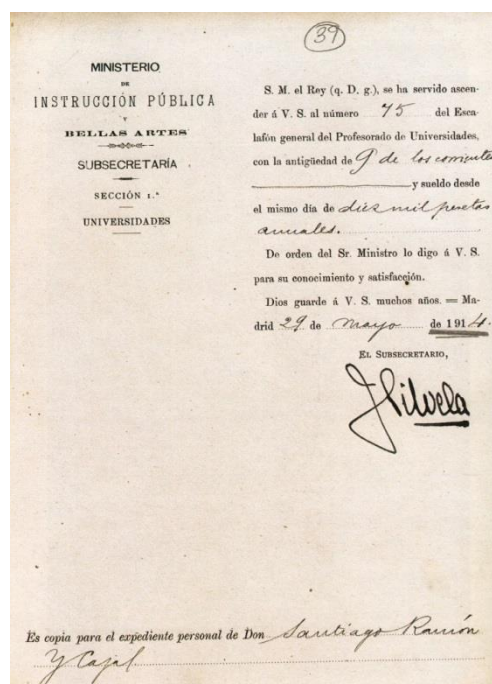 39
MINISTERIO
DE
INSTRUCCIÓN PÚBLICA
Y
BELLAS ARTES
SUBSECRETARÍA
SECCIÓN 1.ª
UNIVERSIDADES
S. M. el Rey (q. D. g.), se ha servido ascen-
der á V. S. al número 75 del Esca-
lafón general del Profesorado de Universidades,
con la antigüedad de 9 de los corrientes
y sueldo desde
el mismo día de diez mil pesetas
anuales.
De orden del Sr. Ministro lo digo á V. S.
para su conocimiento y satisfacción.
Dios guarde á V. S. muchos años. = Ma-
drid 29 de Mayo de 1914.
EL SUBSECRETARIO,
J Silvela
Es copia para el expediente personal de Don Santiago Ramón
y Cajal